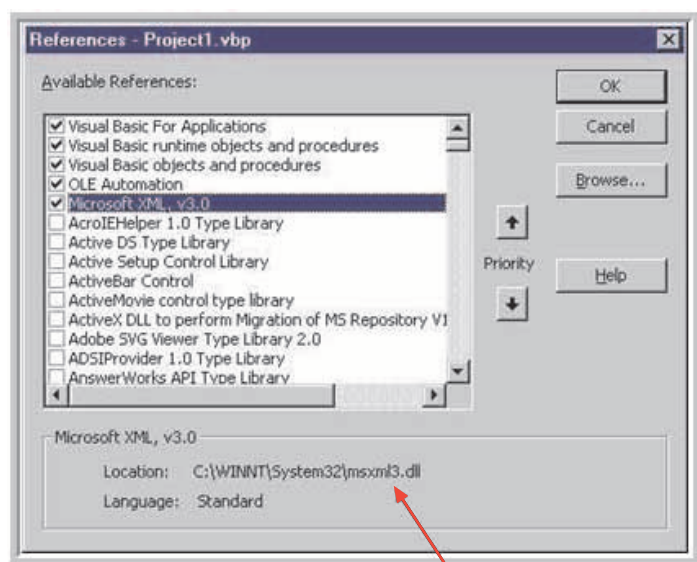 References - Project1.vbp
Available References:
OK
Cancel
Browse...
Help
Visual Basic For Applications
Visual Basic runtime objects and procedures
Visual Basic objects and procedures
OLE Automation
Microsoft XML, v3.0
AcroIEHelper 1.0 Type Library
Active DS Type Library
Active Setup Control Library
ActiveBar Control
ActiveMovie control type library
ActiveX DLL to perform Migration of MS Repository V1
Adobe SVG Viewer Type Library 2.0
ADSIProvider 1.0 Type Library
AnswerWorks API Type Library
Priority
Microsoft XML, v3.0
Location: C:\WINNT\System32\msxml3.dll
Language: Standard